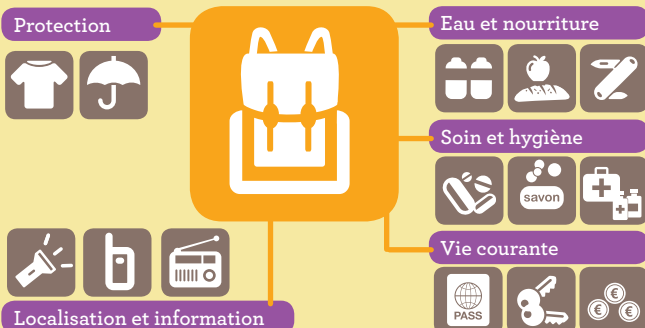 Protection
Eau et nourriture
Soin et hygiène
savon
Vie courante
PASS
€
€
€
Localisation et information